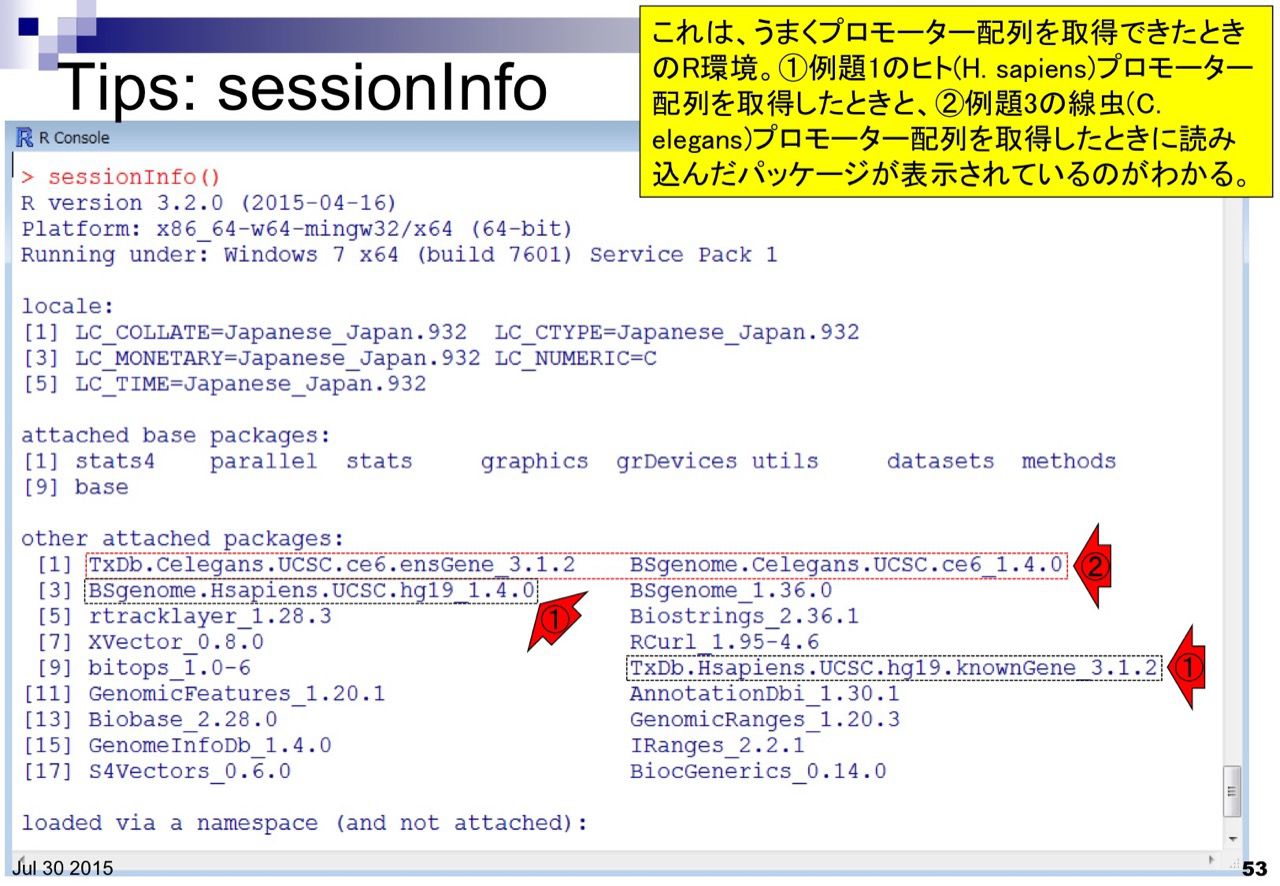 Tips: sessionInfo
これは、うまくプロモーター配列を取得できたとき
のR環境。①例題1のヒト(H. sapiens)プロモーター
配列を取得したときと、②例題3の線虫(C.
elegans)プロモーター配列を取得したときに読み
込んだパッケージが表示されているのがわかる。
R Console
> sessionInfo()
R version 3.2.0 (2015-04-16)
Platform: x86_64-w64-mingw32/x64 (64-bit)
Running under: Windows 7 x64 (build 7601) Service Pack 1
locale:
[1] LC_COLLATE=Japanese_Japan.932  LC_CTYPE=Japanese_Japan.932
[3] LC_MONETARY=Japanese_Japan.932 LC_NUMERIC=C
[5] LC_TIME=Japanese_Japan.932
attached base packages:
[1] stats4    parallel  stats     graphics  grDevices utils     datasets  methods
[9] base
other attached packages:
[1] TxDb.Celegans.UCSC.ce6.ensGene_3.1.2    BSgenome.Celegans.UCSC.ce6_1.4.0 ②
[3] BSgenome.Hsapiens.UCSC.hg19_1.4.0       BSgenome_1.36.0
[5] rtracklayer_1.28.3 ① Biostrings_2.36.1
[7] XVector_0.8.0                           RCurl_1.95-4.6
[9] bitops_1.0-6                            TxDb.Hsapiens.UCSC.hg19.knownGene_3.1.2 ①
[11] GenomicFeatures_1.20.1                  AnnotationDbi_1.30.1
[13] Biobase_2.28.0                          GenomicRanges_1.20.3
[15] GenomeInfoDb_1.4.0                      IRanges_2.2.1
[17] S4Vectors_0.6.0                         BiocGenerics_0.14.0
loaded via a namespace (and not attached):
Jul 30 2015
53